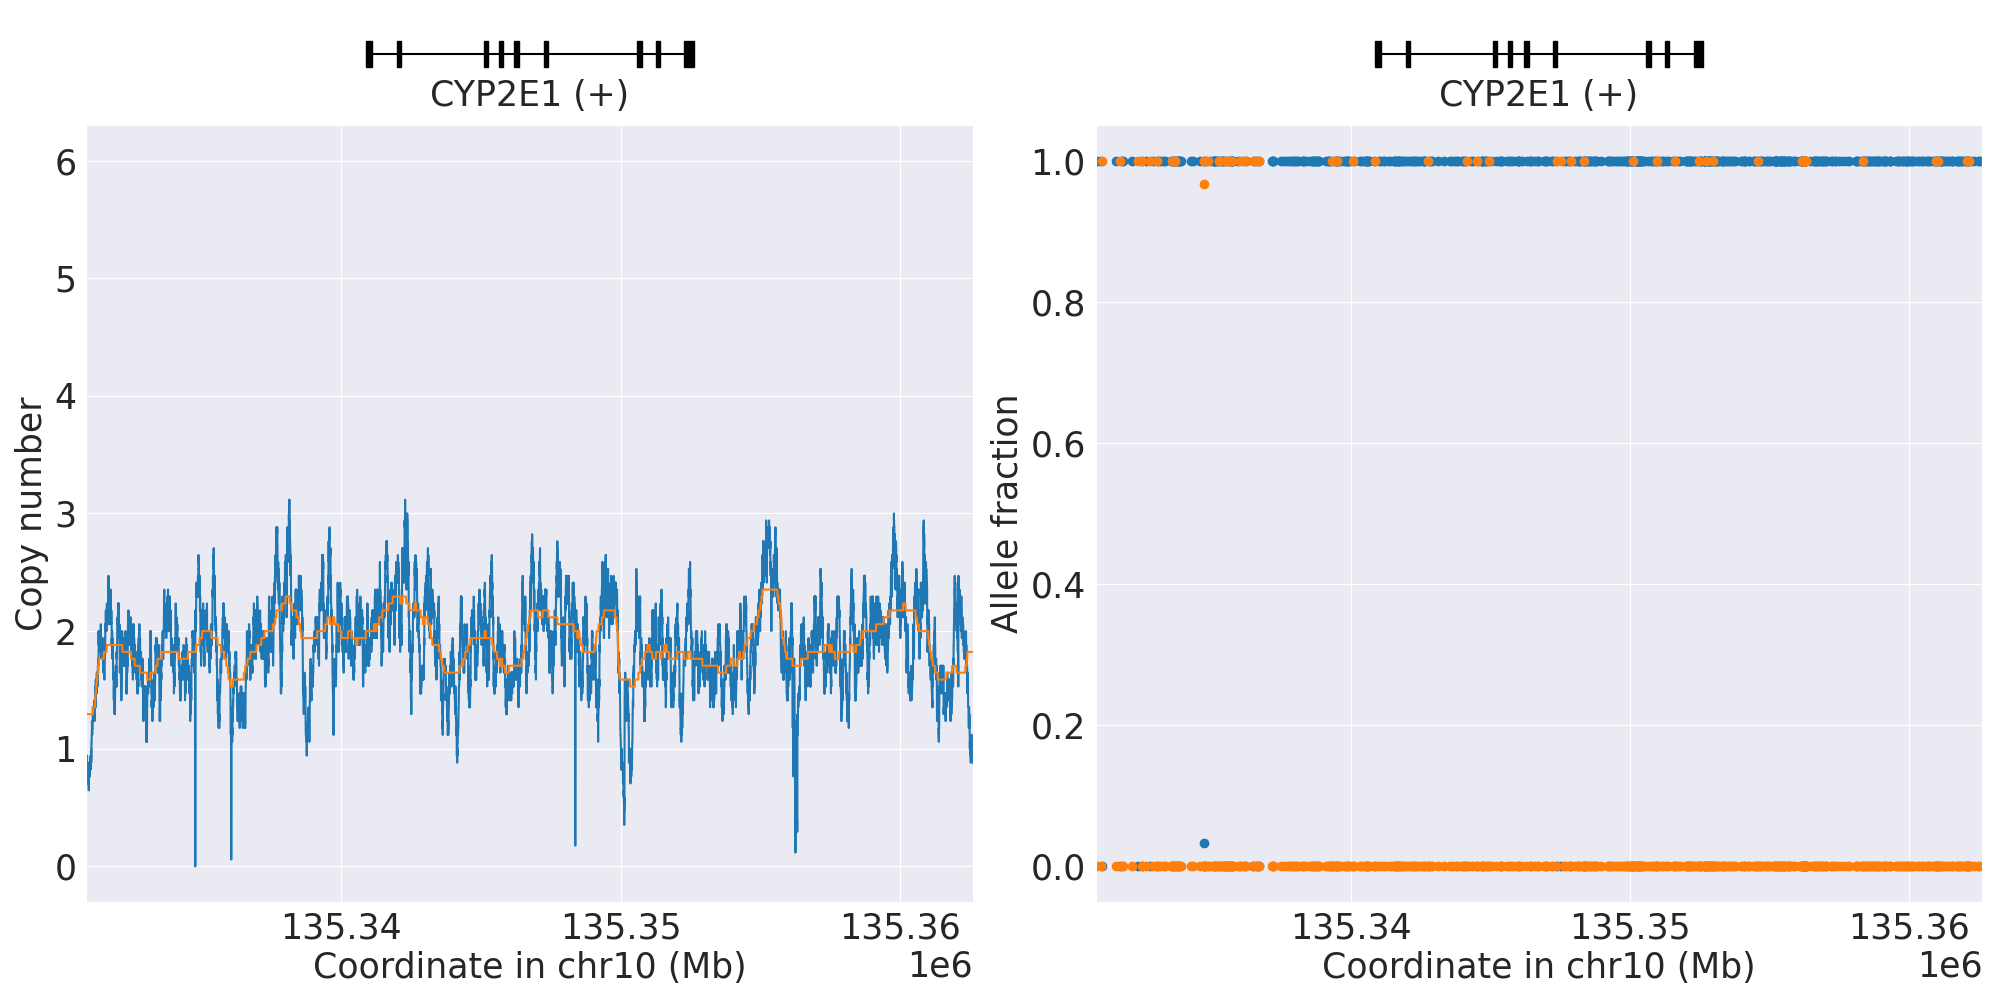 CYP2E1 (+)
CYP2E1 (+)
Copy number
6
5
4
3
2
1
0
135.34 135.35 135.36
Coordinate in chr10 (Mb)
1e6
Allele fraction
1.0
0.8
0.6
0.4
0.2
0.0
135.34 135.35 135.36
Coordinate in chr10 (Mb)
1e6